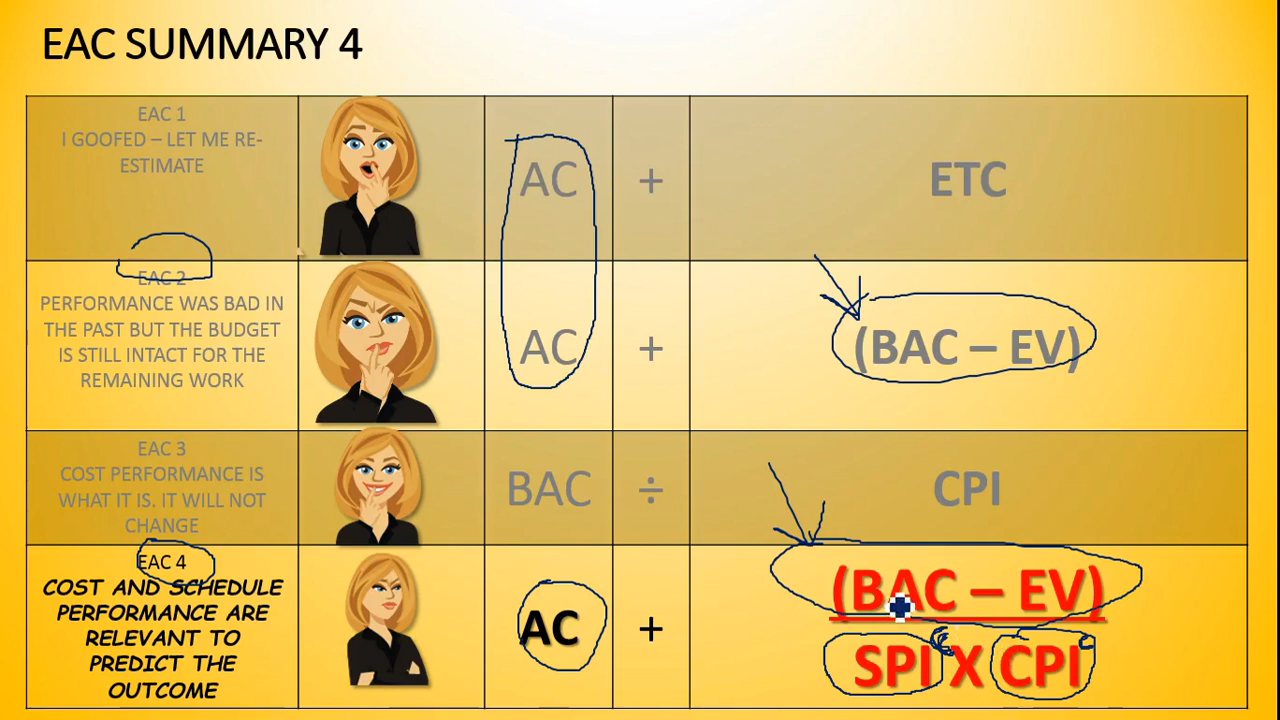 EAC SUMMARY 4
EAC 1
I GOOFED – LET ME RE-
ESTIMATE
AC
+
ETC
EAC 2
PERFORMANCE WAS BAD IN
THE PAST BUT THE BUDGET
IS STILL INTACT FOR THE
REMAINING WORK
AC
+
(BAC – EV)
EAC 3
COST PERFORMANCE IS
WHAT IT IS. IT WILL NOT
CHANGE
BAC
÷
CPI
EAC 4
COST AND SCHEDULE
PERFORMANCE ARE
RELEVANT TO
PREDICT THE
OUTCOME
AC
+
(BAC – EV)
SPI X CPI